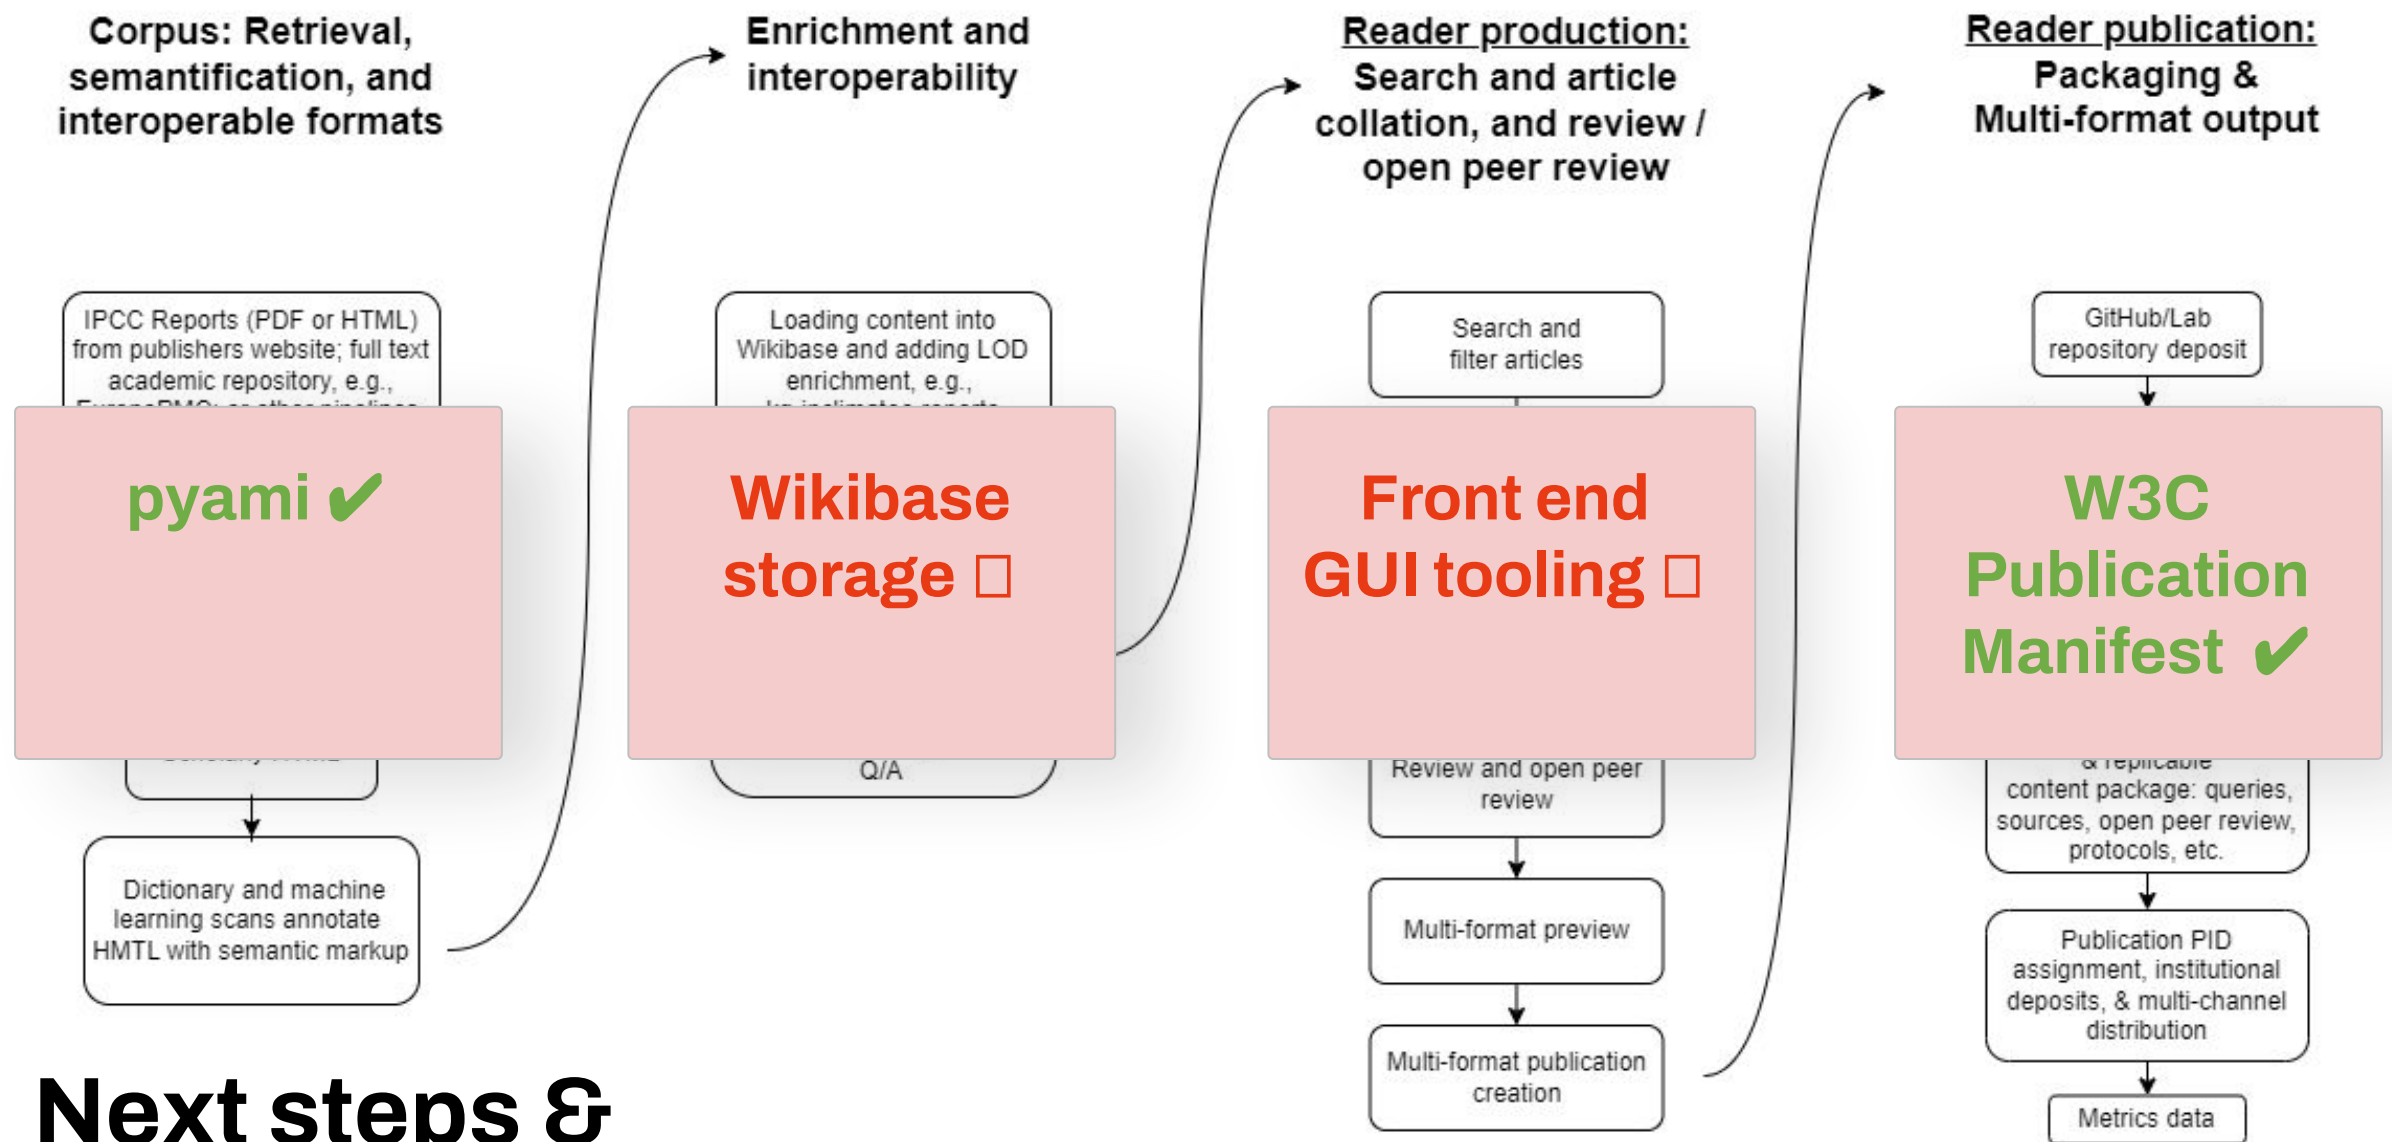 Corpus: Retrieval,
semantification, and
interoperable formats
IPCC Reports (PDF or HTML)
from publishers website; full text
academic repository, e.g.,
pyami ✔
Dictionary and machine
learning scans annotate
HMTL with semantic markup
Enrichment and
interoperability
Loading content into
Wikibase and adding LOD
enrichment, e.g.,
Wikibase
storage
Q/A
Reader production:
Search and article
collation, and review /
open peer review
Search and
filter articles
Front end
GUI tooling
Review and open peer
review
Multi-format preview
Multi-format publication
creation
Reader publication:
Packaging &
Multi-format output
GitHub/Lab
repository deposit
W3C
Publication
Manifest ✔
& replicable
content package: queries,
sources, open peer review,
protocols, etc.
Publication PID
assignment, institutional
deposits, & multi-channel
distribution
Metrics data
Next steps &